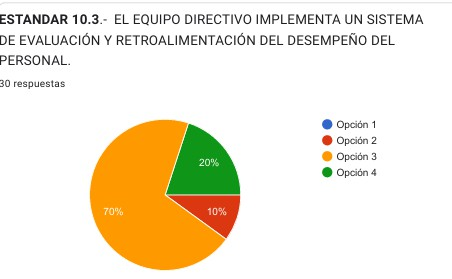 ESTANDAR 10.3.- EL EQUIPO DIRECTIVO IMPLEMENTA UN SISTEMA
DE EVALUACIÓN Y RETROALIMENTACIÓN DEL DESEMPEÑO DEL
PERSONAL.
30 respuestas
Opción 1
Opción 2
Opción 3
Opción 4
20%
70%
10%